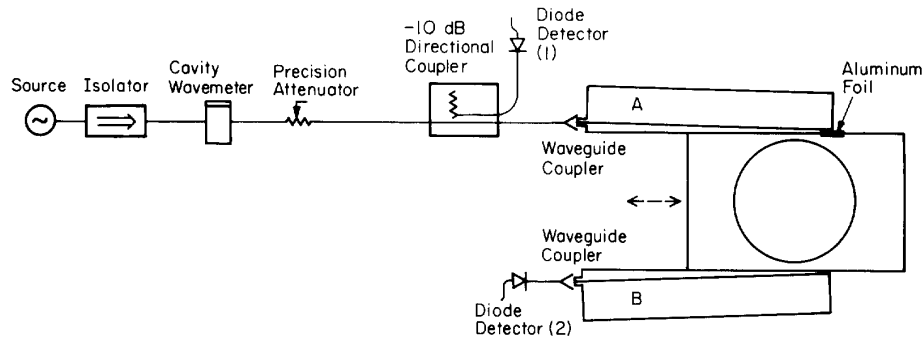 Source
Isolator
Cavity
Wavemeter
Precision
Attenuator
-10 dB
Directional
Coupler
Diode
Detector
(1)
A
Aluminum
Foil
Waveguide
Coupler
Waveguide
Coupler
B
Diode
Detector (2)